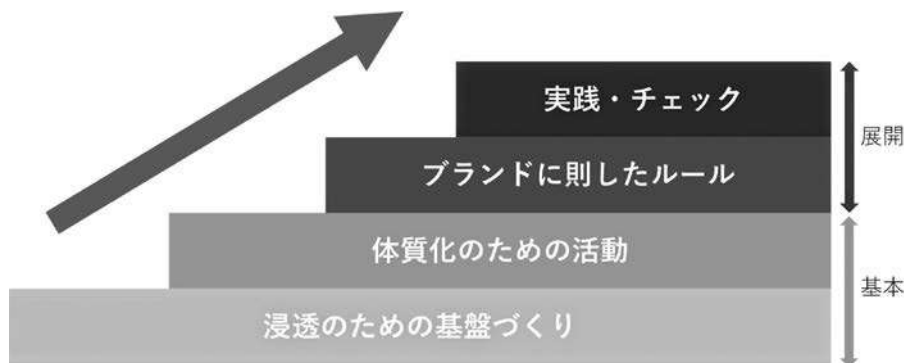 実践・チェック
展開
ブランドに則したルール
体質化のための活動
基本
浸透のための基盤づくり